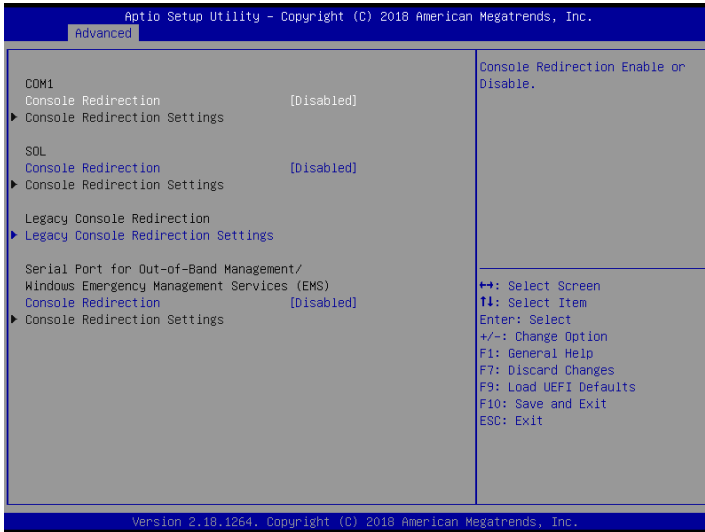 Aptio Setup Utility – Copyright (C) 2018 American Megatrends, Inc.
Advanced
COM1
Console Redirection [Disabled]
▶ Console Redirection Settings
SOL
Console Redirection [Disabled]
▶ Console Redirection Settings
Legacy Console Redirection
▶ Legacy Console Redirection Settings
Serial Port for Out-of-Band Management/
Windows Emergency Management Services (EMS)
Console Redirection [Disabled]
▶ Console Redirection Settings
Console Redirection Enable or
Disable.
↔: Select Screen
↑↓: Select Item
Enter: Select
+/-: Change Option
F1: General Help
F7: Discard Changes
F9: Load UEFI Defaults
F10: Save and Exit
ESC: Exit
Version 2.18.1264. Copyright (C) 2018 American Megatrends, Inc.